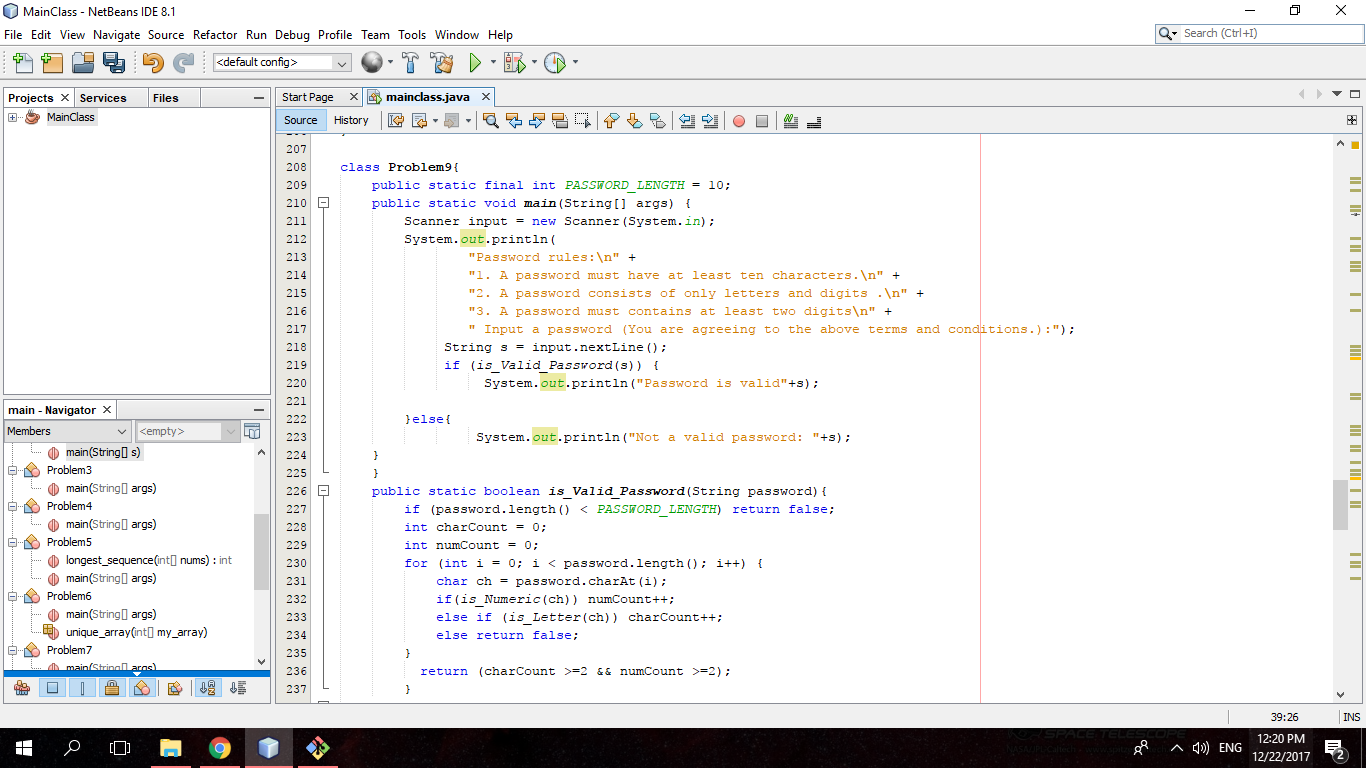 MainClass - NetBeans IDE 8.1
File Edit View Navigate Source Refactor Run Debug Profile Team Tools Window Help
Search (Ctrl+I)
<default config>
Projects Services Files
MainClass
Start Page mainclass.java
Source History
207
208 class Problem9{
209 public static final int PASSWORD_LENGTH = 10;
210 public static void main(String[] args) {
211 Scanner input = new Scanner(System.in);
212 System.out.println(
213 "Password rules:\n" +
214 "1. A password must have at least ten characters.\n" +
215 "2. A password consists of only letters and digits .\n" +
216 "3. A password must contains at least two digits\n" +
217 " Input a password (You are agreeing to the above terms and conditions.):");
218 String s = input.nextLine();
219 if (is_Valid_Password(s)) {
220 System.out.println("Password is valid"+s);
221
222 }else{
223 System.out.println("Not a valid password: "+s);
224 }
225 }
226 public static boolean is_Valid_Password(String password){
227 if (password.length() < PASSWORD_LENGTH) return false;
228 int charCount = 0;
229 int numCount = 0;
230 for (int i = 0; i < password.length(); i++) {
231 char ch = password.charAt(i);
232 if(is_Numeric(ch)) numCount++;
233 else if (is_Letter(ch)) charCount++;
234 else return false;
235 }
236 return (charCount >=2 && numCount >=2);
237 }
main - Navigator
Members <empty>
main(String[] s)
Problem3
main(String[] args)
Problem4
main(String[] args)
Problem5
longest_sequence(int[] nums) : int
main(String[] args)
Problem6
main(String[] args)
unique_array(int[] my_array)
Problem7
main(String[] args)
39:26 INS
SPACE TELESCOPE
ENG
12:20 PM
12/22/2017
2